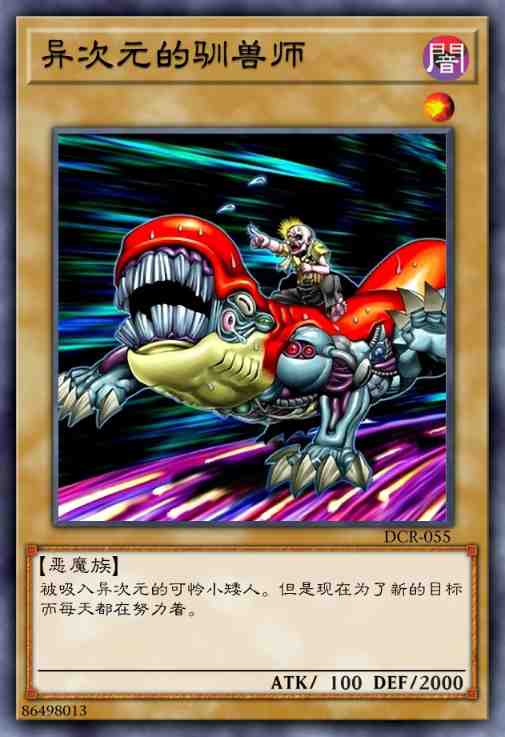 异次元的驯兽师
闇
DCR-055
【恶魔族】
被吸入异次元的可怜小矮人。但是现在为了新的目标
而每天都在努力着。
ATK/ 100 DEF/2000
86498013